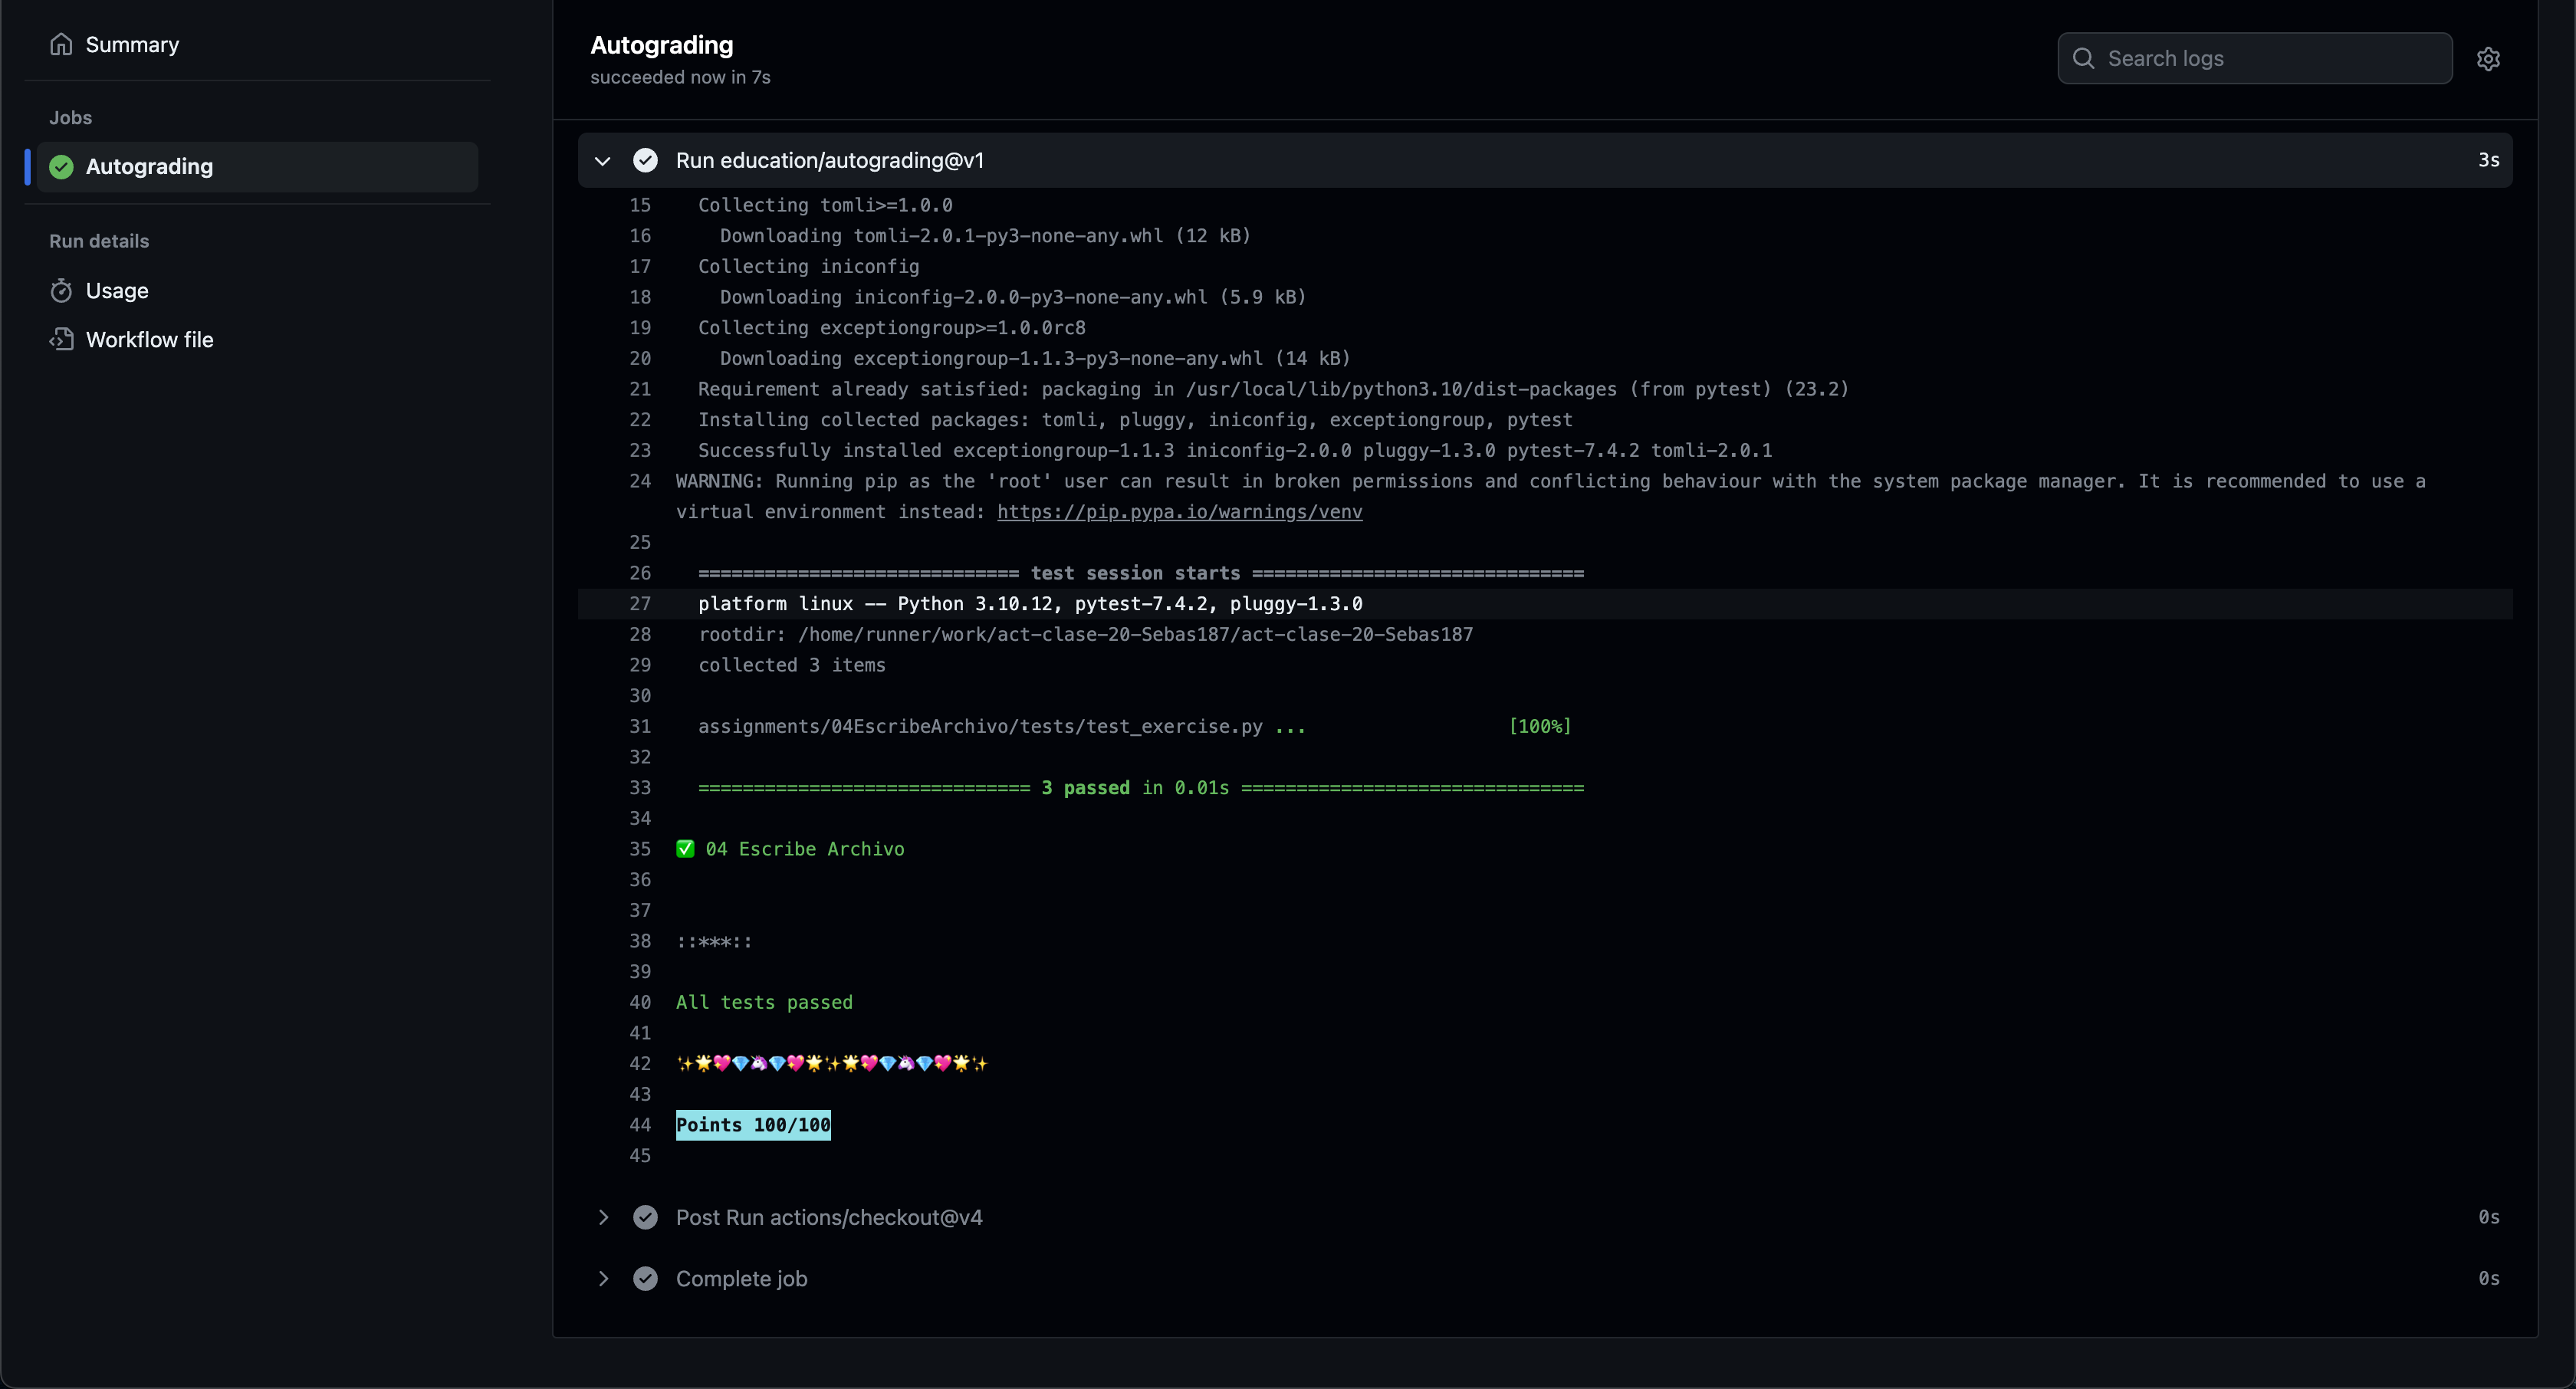 Summary
Jobs
Autograding
Run details
Usage
Workflow file
Autograding
succeeded now in 7s
Search logs
Run education/autograding@v1 3s
15 Collecting tomli>=1.0.0
16 Downloading tomli-2.0.1-py3-none-any.whl (12 kB)
17 Collecting iniconfig
18 Downloading iniconfig-2.0.0-py3-none-any.whl (5.9 kB)
19 Collecting exceptiongroup>=1.0.0rc8
20 Downloading exceptiongroup-1.1.3-py3-none-any.whl (14 kB)
21 Requirement already satisfied: packaging in /usr/local/lib/python3.10/dist-packages (from pytest) (23.2)
22 Installing collected packages: tomli, pluggy, iniconfig, exceptiongroup, pytest
23 Successfully installed exceptiongroup-1.1.3 iniconfig-2.0.0 pluggy-1.3.0 pytest-7.4.2 tomli-2.0.1
24 WARNING: Running pip as the 'root' user can result in broken permissions and conflicting behaviour with the system package manager. It is recommended to use a
virtual environment instead: https://pip.pypa.io/warnings/venv
25
26 ============================= test session starts ==============================
27 platform linux -- Python 3.10.12, pytest-7.4.2, pluggy-1.3.0
28 rootdir: /home/runner/work/act-clase-20-Sebas187/act-clase-20-Sebas187
29 collected 3 items
30
31 assignments/04EscribeArchivo/tests/test_exercise.py ... [100%]
32
33 ============================== 3 passed in 0.01s ===============================
34
35 ✅ 04 Escribe Archivo
36
37
38 ::***::
39
40 All tests passed
41
42 ✨🌟💖💎🦄💎💖🌟✨🌟💖💎🦄💎💖🌟✨
43
44 Points 100/100
45
Post Run actions/checkout@v4 0s
Complete job 0s